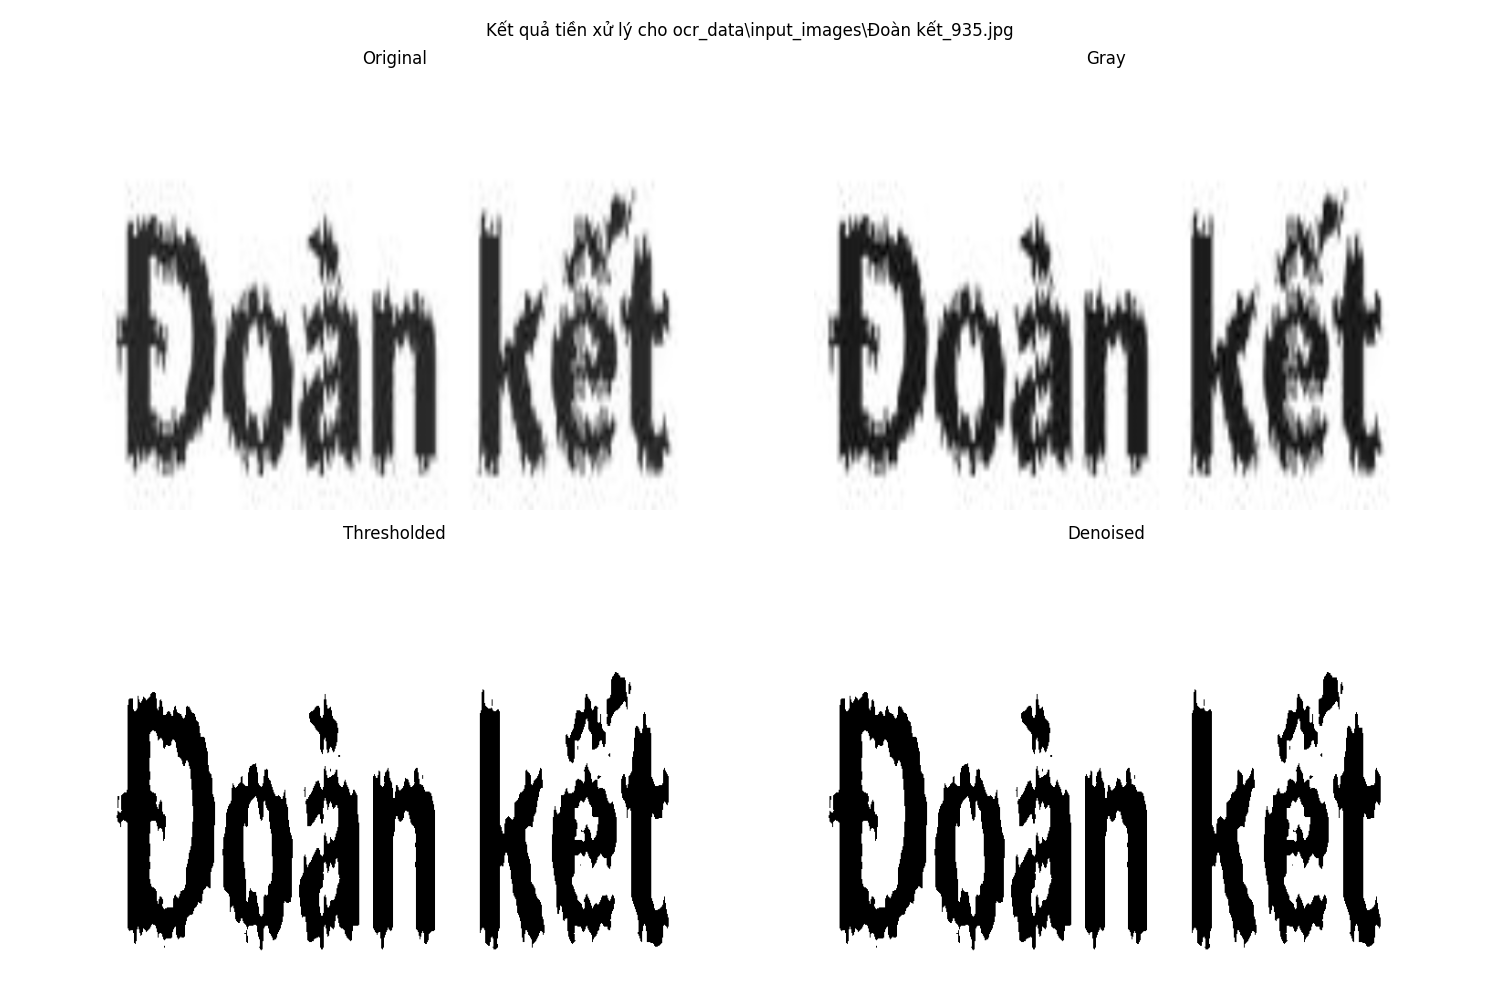 Kết quả tiền xử lý cho ocr_data\input_images\Đoàn kết_935.jpg
Original
Gray
Đoàn kết
Đoàn kết
Thresholded
Denoised
Đoàn kết
Đoàn kết